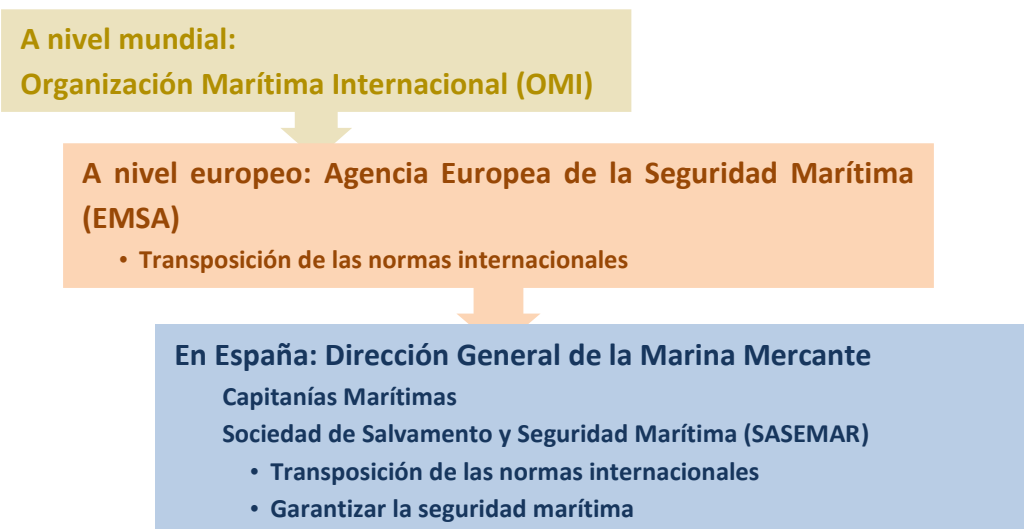 A nivel mundial:
Organización Marítima Internacional (OMI)
A nivel europeo: Agencia Europea de la Seguridad Marítima
(EMSA)
• Transposición de las normas internacionales
En España: Dirección General de la Marina Mercante
Capitanías Marítimas
Sociedad de Salvamento y Seguridad Marítima (SASEMAR)
• Transposición de las normas internacionales
• Garantizar la seguridad marítima